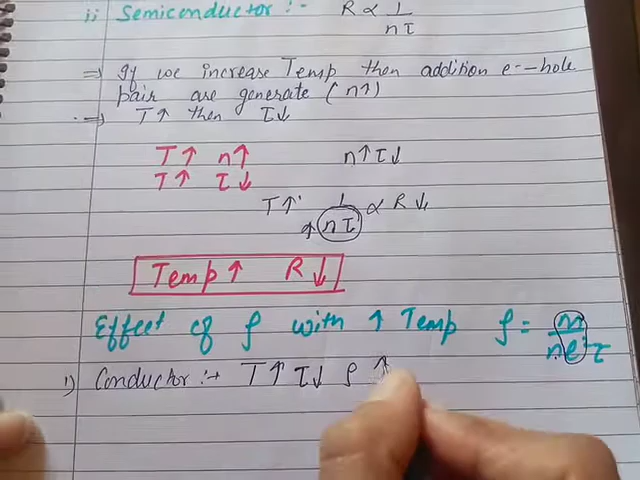 ii Semiconductor :- R ∝ 1/nτ
⇒ If we increase Temp then addition e⁻-hole
pair are generate (n↑)
→ T↑ then τ↓
T↑ n↑ n↑τ↓
T↑ τ↓
T↑ 1/nτ ∝ R↓
↑
Temp↑ R↓
Effect of ρ with ↑ Temp ρ = m/ne²τ
i) Conductor :→ T↑ τ↓ ρ ↑